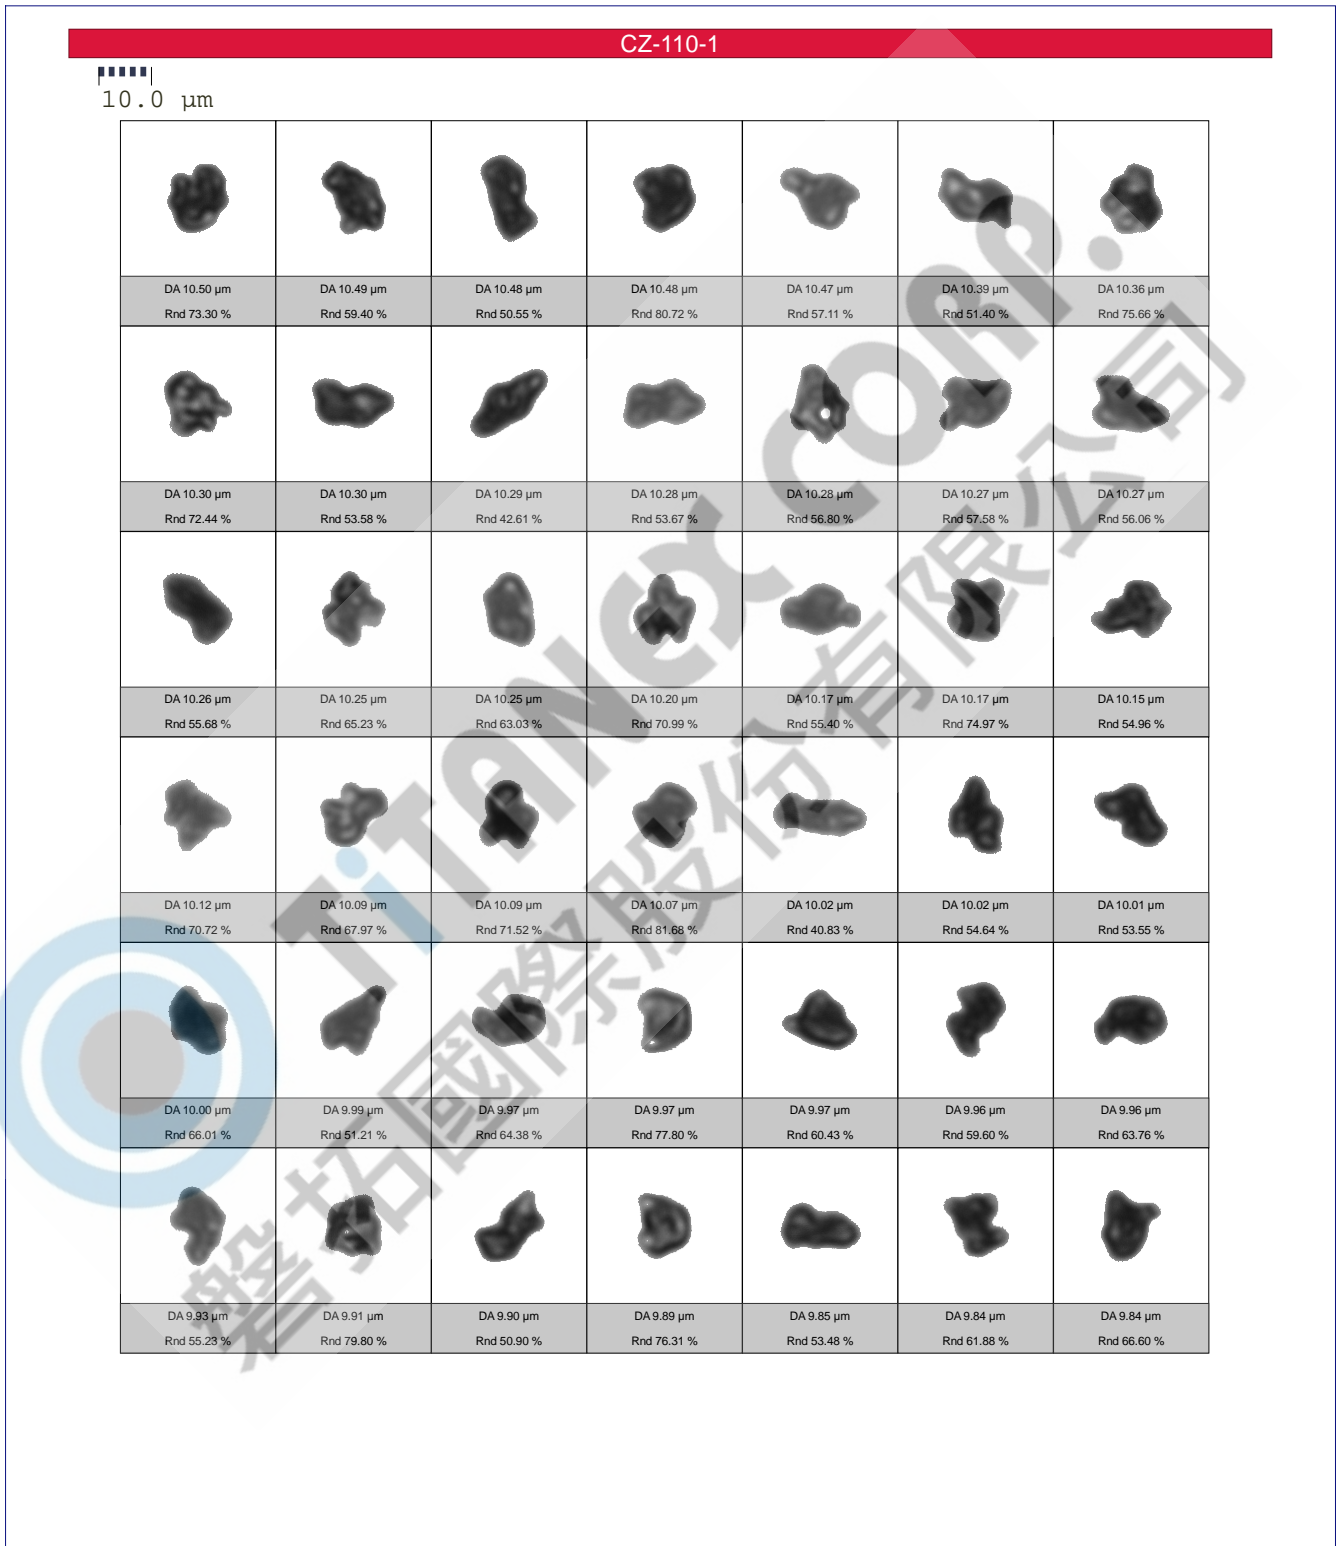 CZ-110-1
10.0 µm
DA 10.50 µm DA 10.49 µm DA 10.48 µm DA 10.48 µm DA 10.47 µm DA 10.39 µm DA 10.36 µm
Rnd 73.30 % Rnd 59.40 % Rnd 50.55 % Rnd 80.72 % Rnd 57.11 % Rnd 51.40 % Rnd 75.66 %
DA 10.30 µm DA 10.30 µm DA 10.29 µm DA 10.28 µm DA 10.28 µm DA 10.27 µm DA 10.27 µm
Rnd 72.44 % Rnd 53.58 % Rnd 42.61 % Rnd 53.67 % Rnd 56.80 % Rnd 57.58 % Rnd 56.06 %
DA 10.26 µm DA 10.25 µm DA 10.25 µm DA 10.20 µm DA 10.17 µm DA 10.17 µm DA 10.15 µm
Rnd 55.68 % Rnd 65.23 % Rnd 63.03 % Rnd 70.99 % Rnd 55.40 % Rnd 74.97 % Rnd 54.96 %
DA 10.12 µm DA 10.09 µm DA 10.09 µm DA 10.07 µm DA 10.02 µm DA 10.02 µm DA 10.01 µm
Rnd 70.72 % Rnd 67.97 % Rnd 71.52 % Rnd 81.68 % Rnd 40.83 % Rnd 54.64 % Rnd 53.55 %
DA 10.00 µm DA 9.99 µm DA 9.97 µm DA 9.97 µm DA 9.97 µm DA 9.96 µm DA 9.96 µm
Rnd 66.01 % Rnd 51.21 % Rnd 64.38 % Rnd 77.80 % Rnd 60.43 % Rnd 59.60 % Rnd 63.76 %
DA 9.93 µm DA 9.91 µm DA 9.90 µm DA 9.89 µm DA 9.85 µm DA 9.84 µm DA 9.84 µm
Rnd 55.23 % Rnd 79.80 % Rnd 50.90 % Rnd 76.31 % Rnd 53.48 % Rnd 61.88 % Rnd 66.60 %
TiTANEX CORP.
磐拓國際股份有限公司